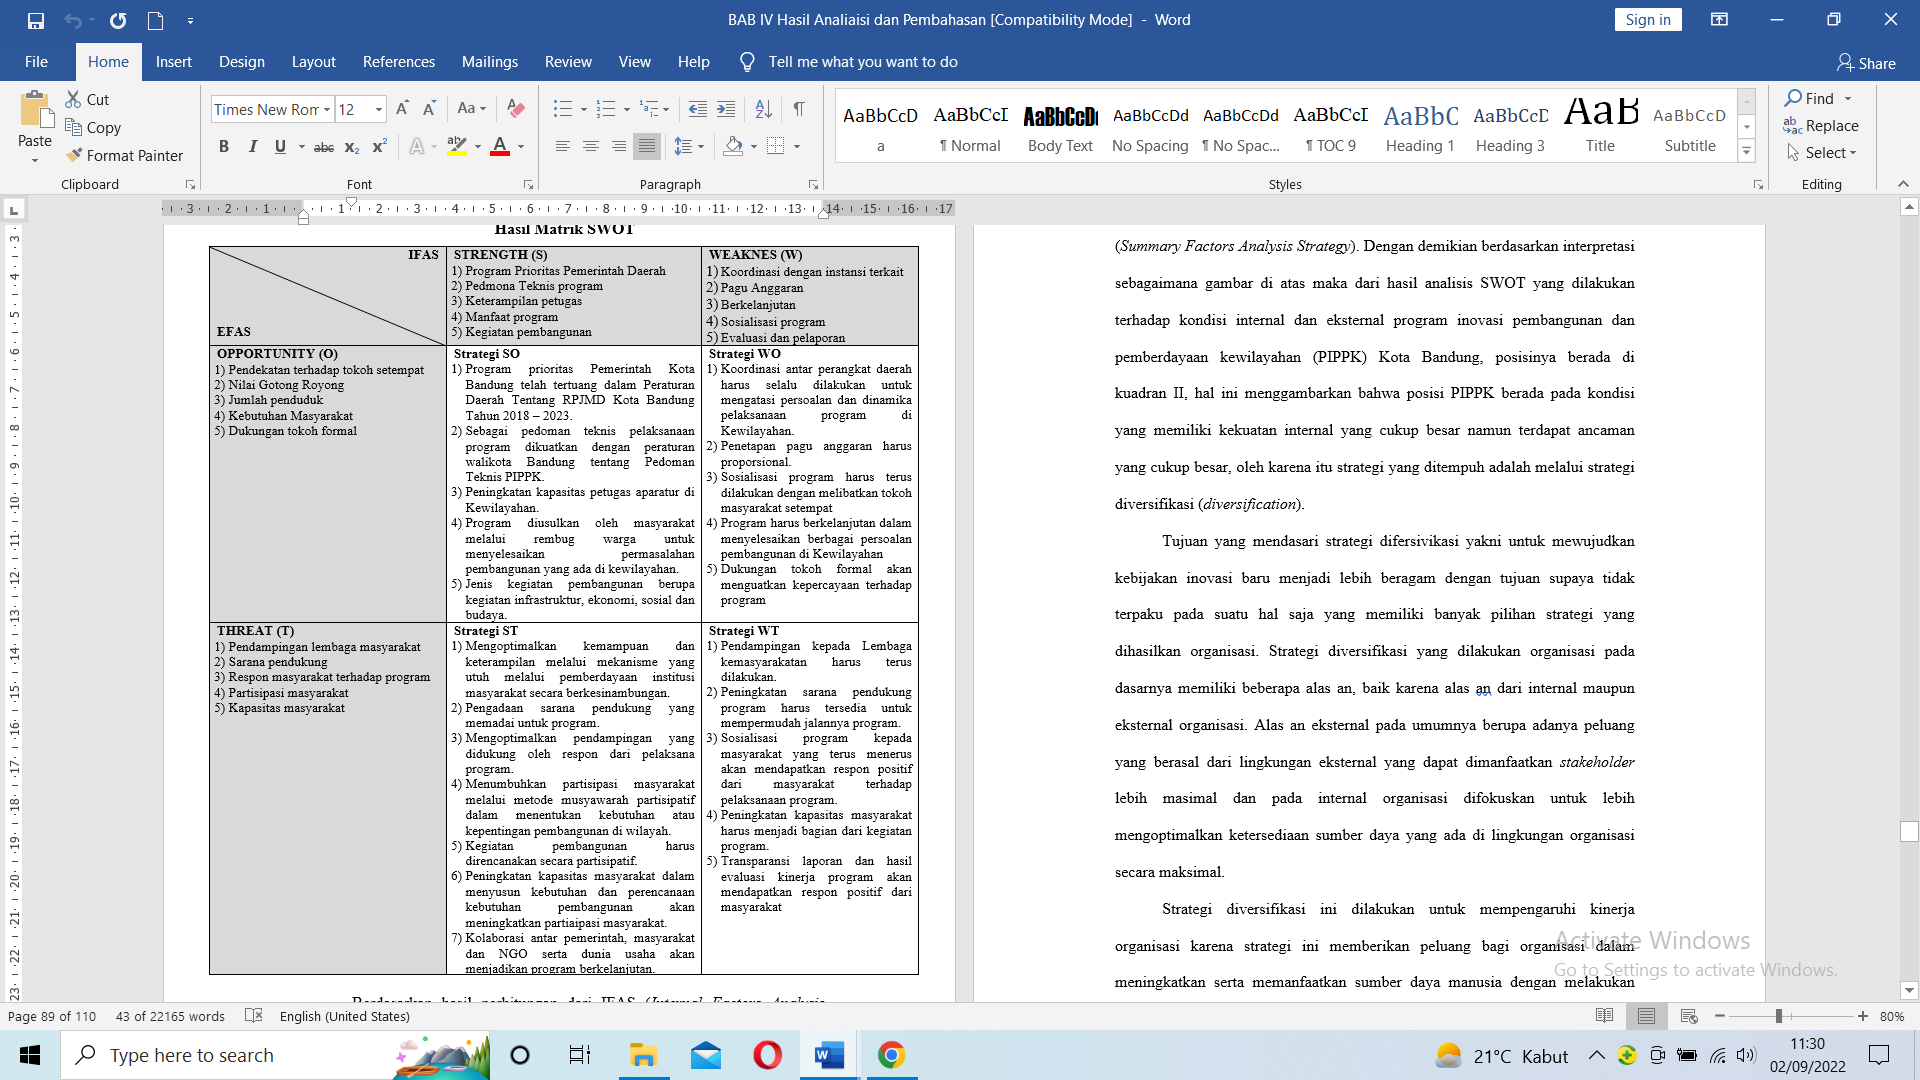 BAB IV Hasil Analiaisi dan Pembahasan [Compatibility Mode] - Word
Sign in
File Home Insert Design Layout References Mailings Review View Help Tell me what you want to do
Share
Paste
Cut
Copy
Format Painter
Clipboard
Times New Ror 12
Font
Paragraph
AaBbCcD a
AaBbCcI ¶ Normal
AaBbCcDi Body Text
AaBbCcDd No Spacing
AaBbCcDd ¶ No Spac...
AaBbCcI ¶ TOC 9
AaBbC Heading 1
AaBbCcD Heading 3
AaB Title
AaBbCcD Subtitle
Styles
Find
Replace
Select
Editing
Hasil Matrik SWOT
IFAS
EFAS
STRENGTH (S)
1) Program Prioritas Pemerintah Daerah
2) Pedmona Teknis program
3) Keterampilan petugas
4) Manfaat program
5) Kegiatan pembangunan
WEAKNES (W)
1) Koordinasi dengan instansi terkait
2) Pagu Anggaran
3) Berkelanjutan
4) Sosialisasi program
5) Evaluasi dan pelaporan
OPPORTUNITY (O)
1) Pendekatan terhadap tokoh setempat
2) Nilai Gotong Royong
3) Jumlah penduduk
4) Kebutuhan Masyarakat
5) Dukungan tokoh formal
Strategi SO
1) Program prioritas Pemerintah Kota
Bandung telah tertuang dalam Peraturan
Daerah Tentang RPJMD Kota Bandung
Tahun 2018 – 2023.
2) Sebagai pedoman teknis pelaksanaan
program dikuatkan dengan peraturan
walikota Bandung tentang Pedoman
Teknis PIPPK.
3) Peningkatan kapasitas petugas aparatur di
Kewilayahan.
4) Program diusulkan oleh masyarakat
melalui rembug warga untuk
menyelesaikan permasalahan
pembangunan yang ada di kewilayahan.
5) Jenis kegiatan pembangunan berupa
kegiatan infrastruktur, ekonomi, sosial dan
budaya.
Strategi WO
1) Koordinasi antar perangkat daerah
harus selalu dilakukan untuk
mengatasi persoalan dan dinamika
pelaksanaan program di
Kewilayahan.
2) Penetapan pagu anggaran harus
proporsional.
3) Sosialisasi program harus terus
dilakukan dengan melibatkan tokoh
masyarakat setempat
4) Program harus berkelanjutan dalam
menyelesaikan berbagai persoalan
pembangunan di Kewilayahan
5) Dukungan tokoh formal akan
menguatkan kepercayaan terhadap
program
THREAT (T)
1) Pendampingan lembaga masyarakat
2) Sarana pendukung
3) Respon masyarakat terhadap program
4) Partisipasi masyarakat
5) Kapasitas masyarakat
Strategi ST
1) Mengoptimalkan kemampuan dan
keterampilan melalui mekanisme yang
utuh melalui pemberdayaan institusi
masyarakat secara berkesinambungan.
2) Pengadaan sarana pendukung yang
memadai untuk program.
3) Mengoptimalkan pendampingan yang
didukung oleh respon dari pelaksana
program.
4) Menumbuhkan partisipasi masyarakat
melalui metode musyawarah partisipatif
dalam menentukan kebutuhan atau
kepentingan pembangunan di wilayah.
5) Kegiatan pembangunan harus
direncanakan secara partisipatif.
6) Peningkatan kapasitas masyarakat dalam
menyusun kebutuhan dan perencanaan
kebutuhan pembangunan akan
meningkatkan partiaipasi masyarakat.
7) Kolaborasi antar pemerintah, masyarakat
dan NGO serta dunia usaha akan
menjadikan program berkelanjutan.
Strategi WT
1) Pendampingan kepada Lembaga
kemasyarakatan harus terus
dilakukan.
2) Peningkatan sarana pendukung
program harus tersedia untuk
mempermudah jalannya program.
3) Sosialisasi program kepada
masyarakat yang terus menerus
akan mendapatkan respon positif
dari masyarakat terhadap
pelaksanaan program.
4) Peningkatan kapasitas masyarakat
harus menjadi bagian dari kegiatan
program.
5) Transparansi laporan dan hasil
evaluasi kinerja program akan
mendapatkan respon positif dari
masyarakat
Berdasarkan hasil perhitungan dari IFAS (Internal Factors Analysis
(Summary Factors Analysis Strategy). Dengan demikian berdasarkan interpretasi
sebagaimana gambar di atas maka dari hasil analisis SWOT yang dilakukan
terhadap kondisi internal dan eksternal program inovasi pembangunan dan
pemberdayaan kewilayahan (PIPPK) Kota Bandung, posisinya berada di
kuadran II, hal ini menggambarkan bahwa posisi PIPPK berada pada kondisi
yang memiliki kekuatan internal yang cukup besar namun terdapat ancaman
yang cukup besar, oleh karena itu strategi yang ditempuh adalah melalui strategi
diversifikasi (diversification).
Tujuan yang mendasari strategi difersivikasi yakni untuk mewujudkan
kebijakan inovasi baru menjadi lebih beragam dengan tujuan supaya tidak
terpaku pada suatu hal saja yang memiliki banyak pilihan strategi yang
dihasilkan organisasi. Strategi diversifikasi yang dilakukan organisasi pada
dasarnya memiliki beberapa alas an, baik karena alas an dari internal maupun
eksternal organisasi. Alas an eksternal pada umumnya berupa adanya peluang
yang berasal dari lingkungan eksternal yang dapat dimanfaatkan stakeholder
lebih masimal dan pada internal organisasi difokuskan untuk lebih
mengoptimalkan ketersediaan sumber daya yang ada di lingkungan organisasi
secara maksimal.
Strategi diversifikasi ini dilakukan untuk mempengaruhi kinerja
organisasi karena strategi ini memberikan peluang bagi organisasi dalam
meningkatkan serta memanfaatkan sumber daya manusia dengan melakukan
Activate Windows
Go to Settings to activate Windows.
Page 89 of 110 43 of 22165 words English (United States) 80%
Type here to search
21°C Kabut
11:30
02/09/2022